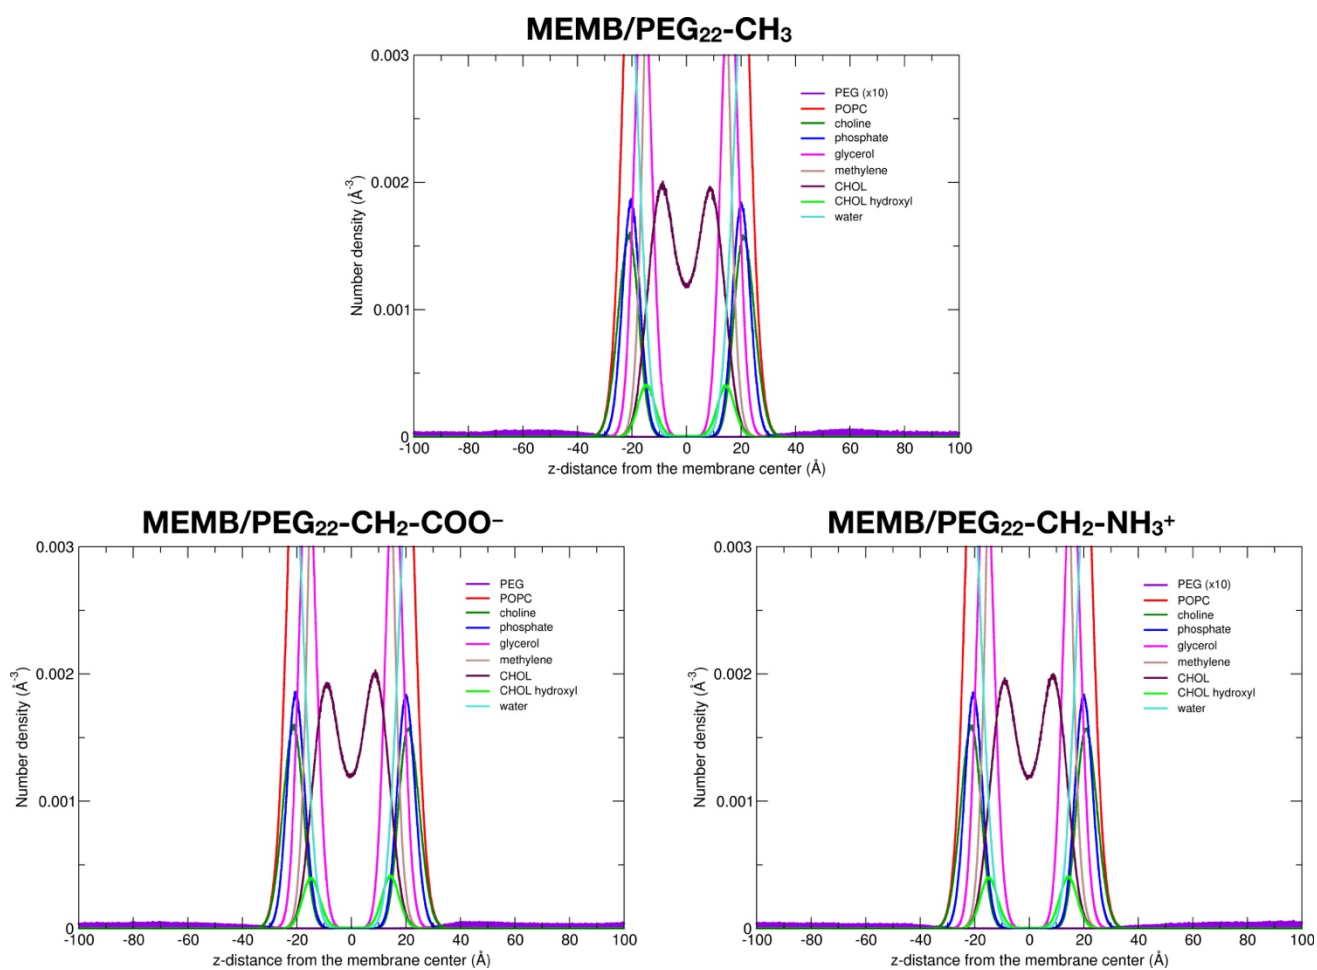 MEMB/PEG₂₂-CH₃
0.003
0.002
0.001
0
Number density (Å⁻³)
PEG (x10)
POPC
choline
phosphate
glycerol
methylene
CHOL
CHOL hydroxyl
water
-100 -80 -60 -40 -20 0 20 40 60 80 100
z-distance from the membrane center (Å)
MEMB/PEG₂₂-CH₂-COO⁻
0.003
0.002
0.001
0
Number density (Å⁻³)
PEG
POPC
choline
phosphate
glycerol
methylene
CHOL
CHOL hydroxyl
water
-100 -80 -60 -40 -20 0 20 40 60 80 100
z-distance from the membrane center (Å)
MEMB/PEG₂₂-CH₂-NH₃⁺
0.003
0.002
0.001
0
Number density (Å⁻³)
PEG (x10)
POPC
choline
phosphate
glycerol
methylene
CHOL
CHOL hydroxyl
water
-100 -80 -60 -40 -20 0 20 40 60 80 100
z-distance from the membrane center (Å)